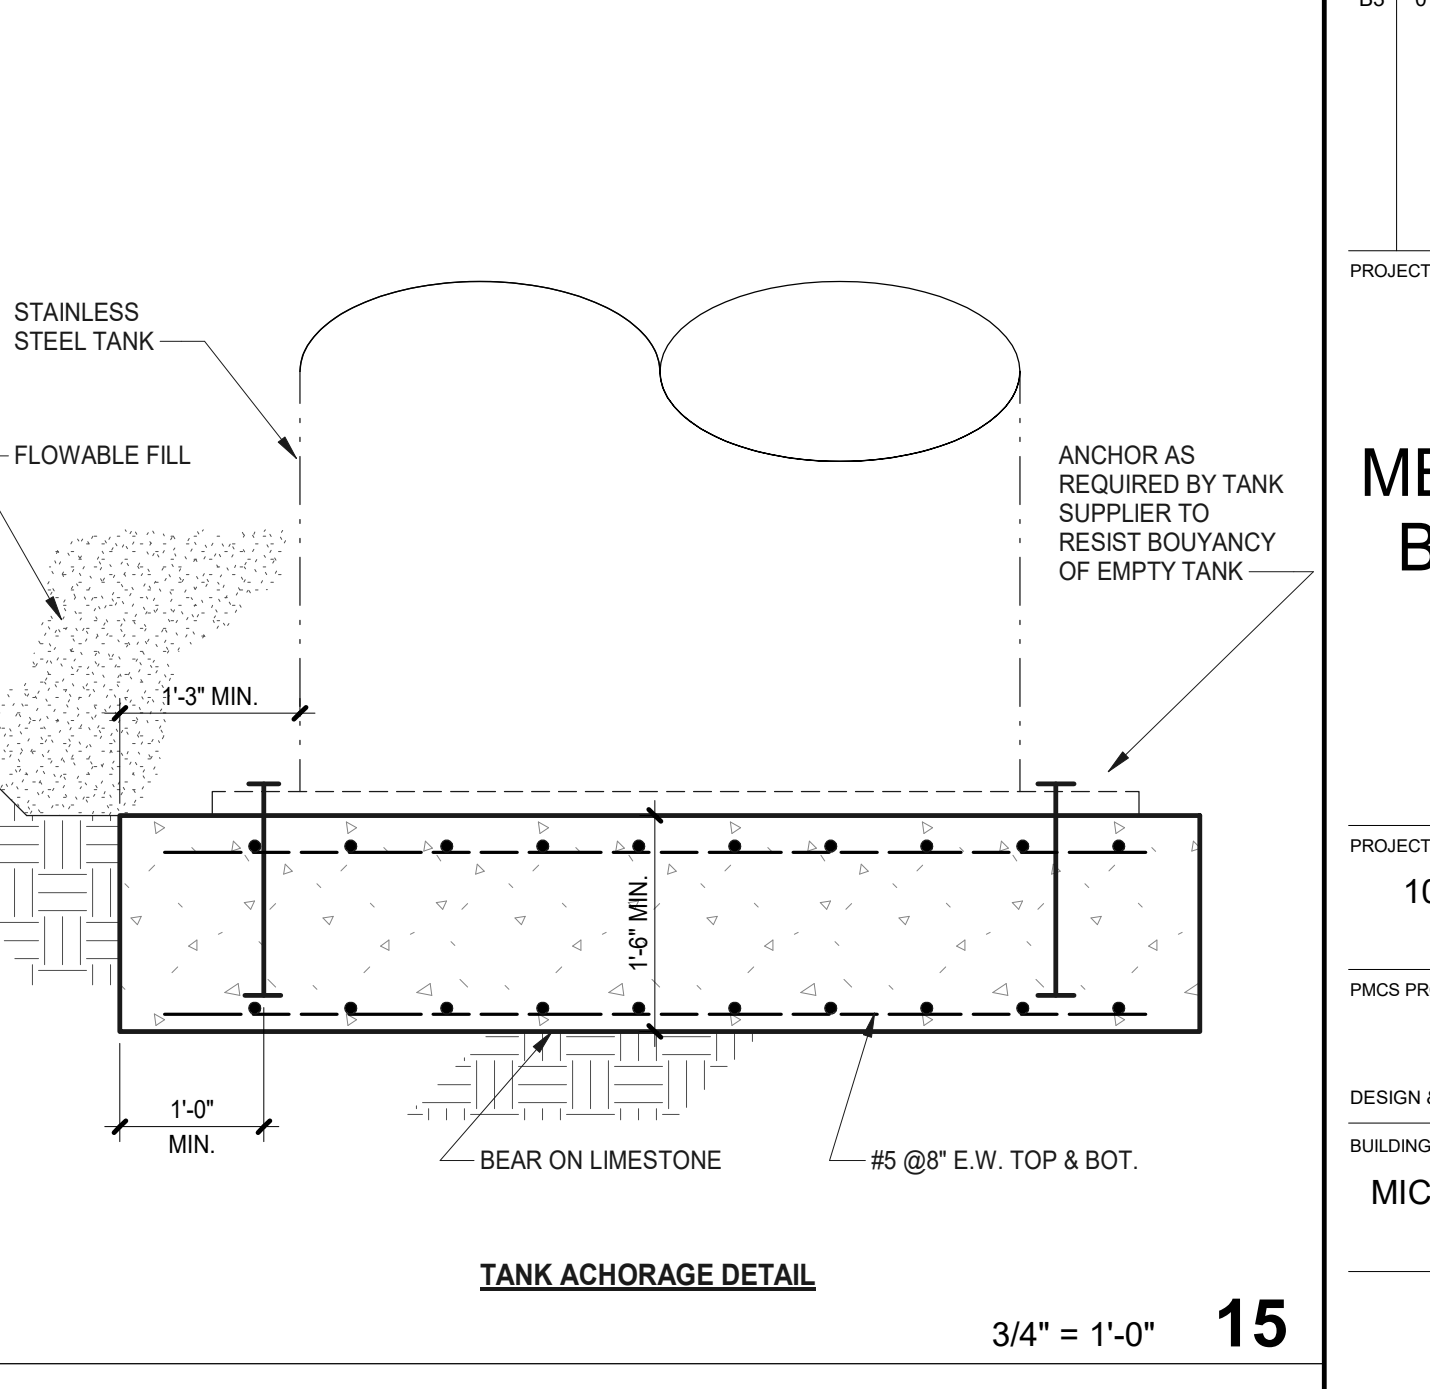 STAINLESS
STEEL TANK
FLOWABLE FILL
ANCHOR AS
REQUIRED BY TANK
SUPPLIER TO
RESIST BOUYANCY
OF EMPTY TANK
1'-3" MIN.
1'-6" MIN.
1'-0"
MIN.
BEAR ON LIMESTONE
#5 @8" E.W. TOP & BOT.
TANK ACHORAGE DETAIL
3/4" = 1'-0"
15
PROJECT
ME
B
PROJECT
10
PMCS PR
DESIGN &
BUILDING
MIC